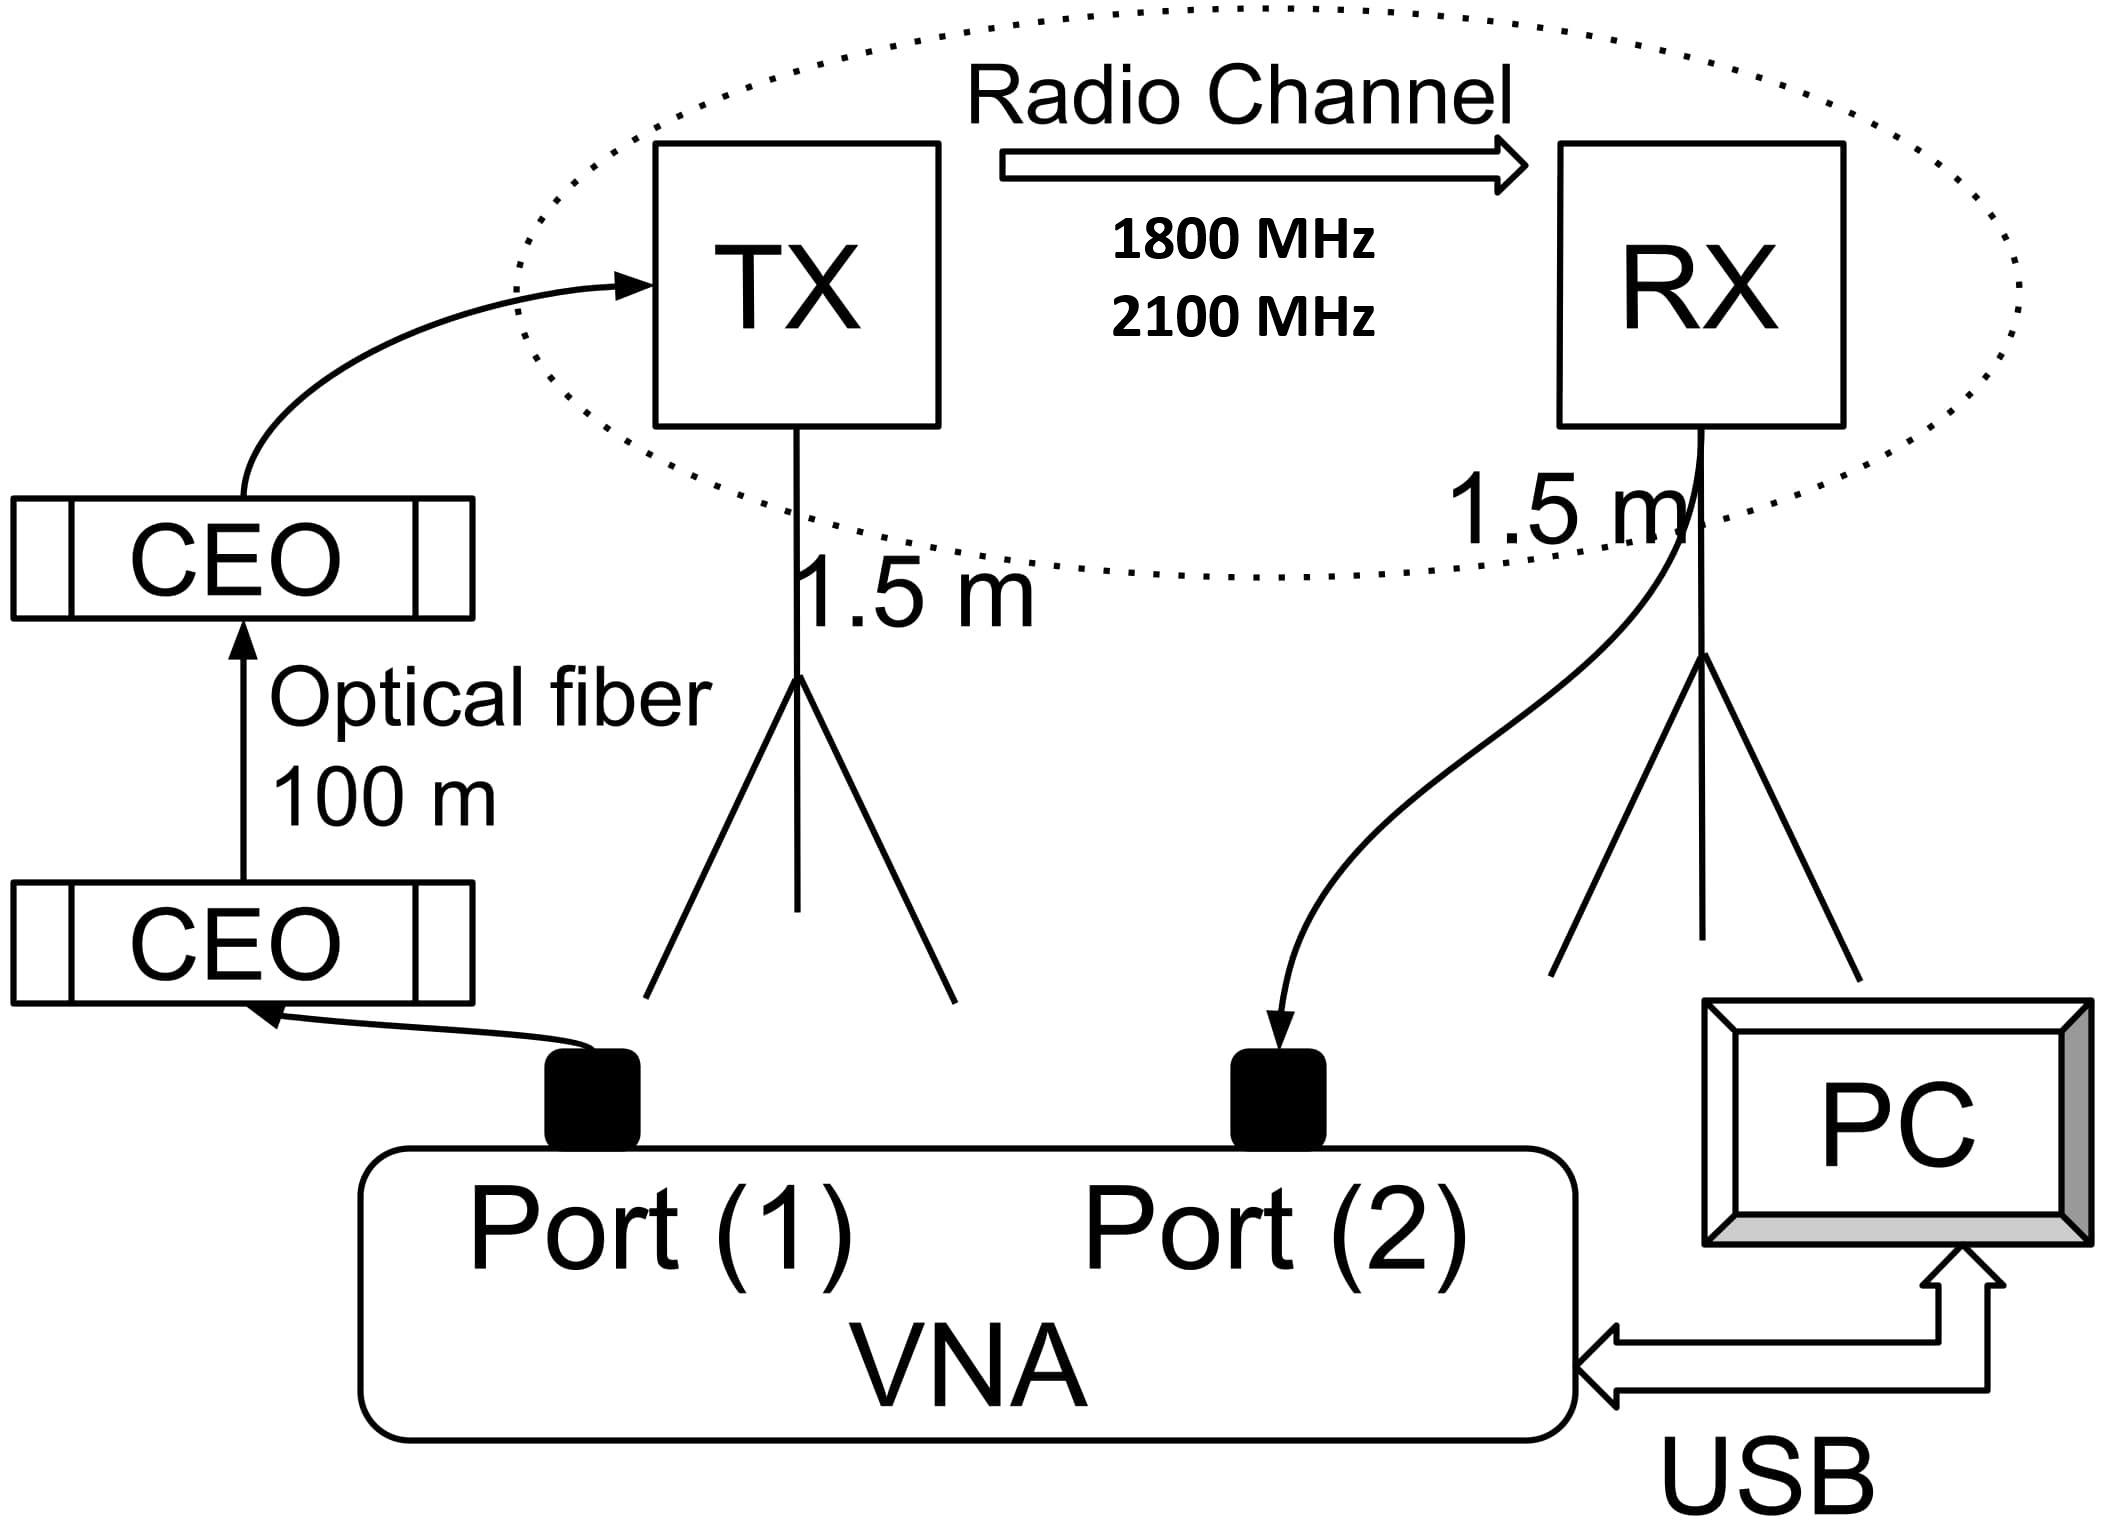 Radio Channel
TX
RX
1800 MHz
2100 MHz
1.5 m
1.5 m
CEO
Optical fiber
100 m
CEO
PC
Port (1)
Port (2)
VNA
USB